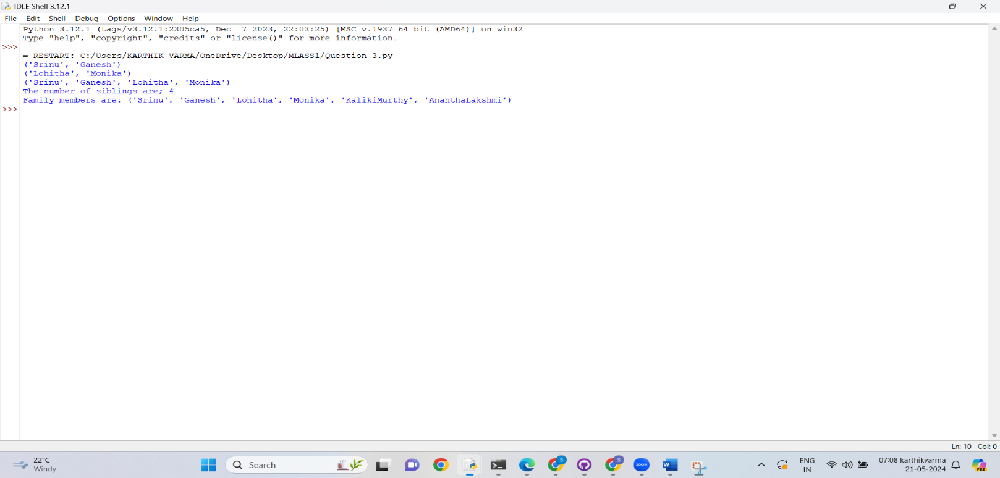 IDLE Shell 3.12.1
File Edit Shell Debug Options Window Help
Python 3.12.1 (tags/v3.12.1:2305ca5, Dec  7 2023, 22:03:25) [MSC v.1937 64 bit (AMD64)] on win32
Type "help", "copyright", "credits" or "license()" for more information.
>>>
= RESTART: C:/Users/KARTHIK VARMA/OneDrive/Desktop/MLASS1/Question-3.py
('Srinu', 'Ganesh')
('Lohitha', 'Monika')
('Srinu', 'Ganesh', 'Lohitha', 'Monika')
The number of siblings are; 4
Family members are: ('Srinu', 'Ganesh', 'Lohitha', 'Monika', 'KalikiMurthy', 'AnanthaLakshmi')
>>>
Ln: 10 Col: 0
22°C
Windy
Search
S
S
zoom
W
ENG
IN
07:08 karthikvarma
21-05-2024
PRE